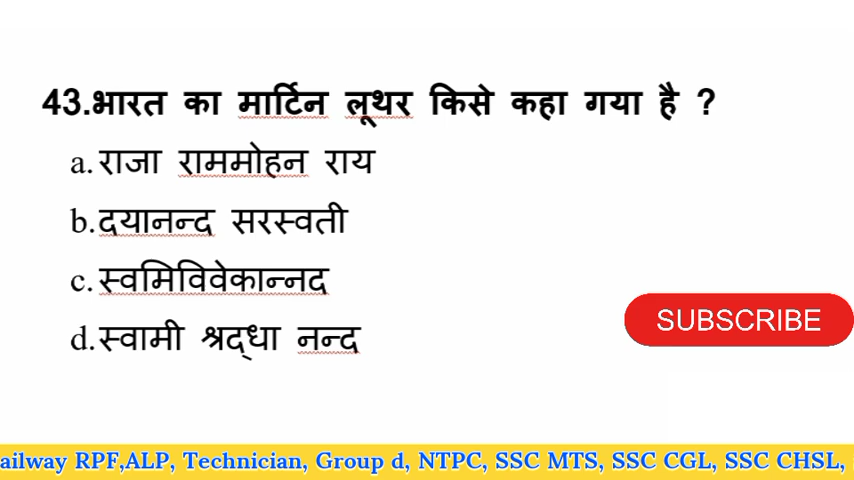 43.भारत का मार्टिन लूथर किसे कहा गया है ?
a.राजा राममोहन राय
b.दयानन्द सरस्वती
c.स्वमिविवेकान्नद
d.स्वामी श्रद्धा नन्द
SUBSCRIBE
ailway RPF,ALP, Technician, Group d, NTPC, SSC MTS, SSC CGL, SSC CHSL,